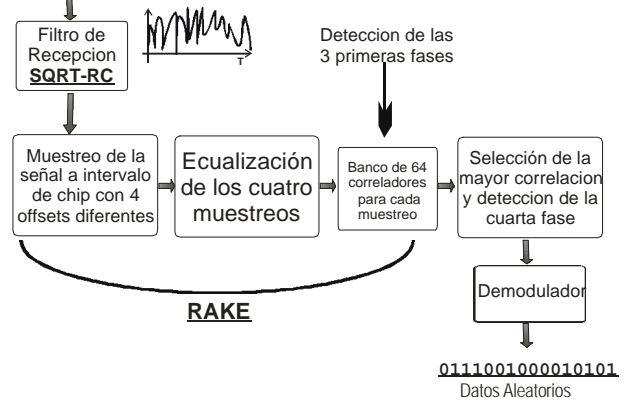 Filtro de
Recepcion
SQRT-RC
T
Deteccion de las
3 primeras fases
Muestreo de la
señal a intervalo
de chip con 4
offsets diferentes
Ecualización
de los cuatro
muestreos
Banco de 64
correladores
para cada
muestreo
Selección de la
mayor correlacion
y deteccion de la
cuarta fase
RAKE
Demodulador
0111001000010101
Datos Aleatorios